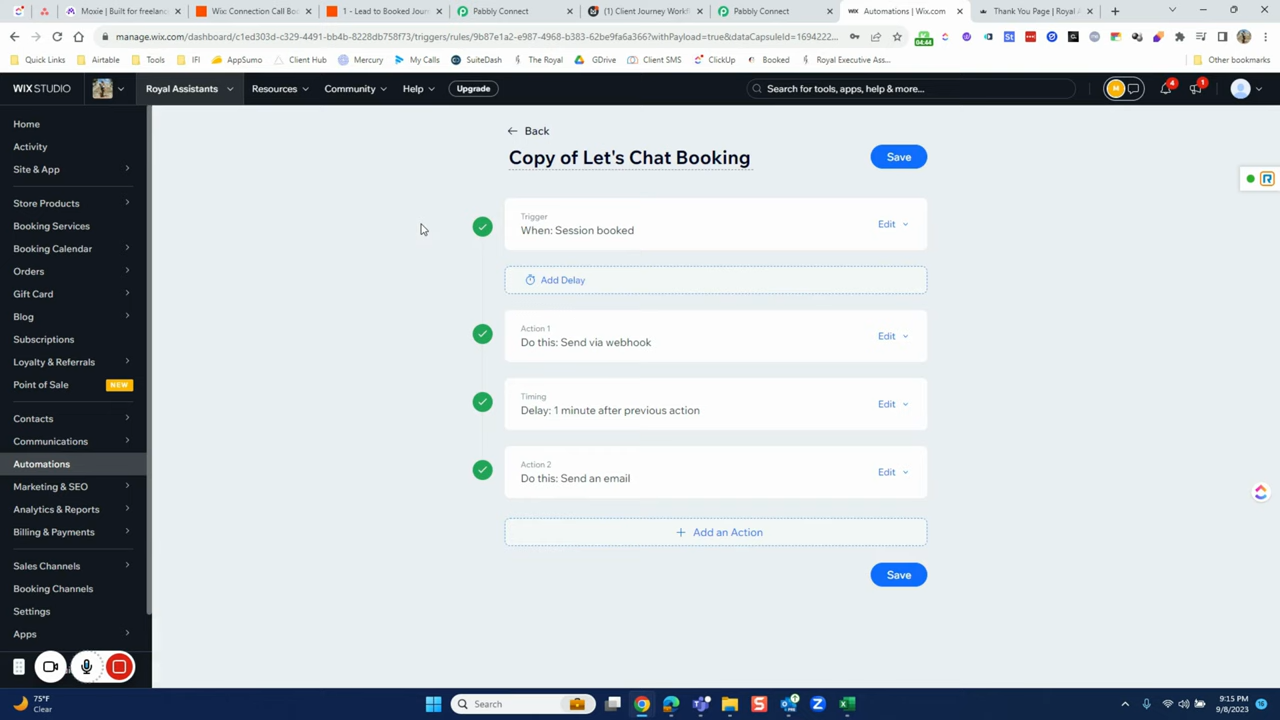 Moxie | Built for freelance
Wix Connection Call Boo
1 - Lead to Booked Journ
Pabbly Connect
(1) Client Journey Workf
Pabbly Connect
Automations | Wix.com
Thank You Page | Royal A
manage.wix.com/dashboard/c1ed303d-c329-4491-bb4b-8228db758f73/triggers/rules/9b87e1a2-e987-4968-b383-62be9fa6a366?withPayload=true&dataCapsuleId=1694222...
04:44
Quick Links
Airtable
Tools
IFI
AppSumo
Client Hub
Mercury
My Calls
SuiteDash
The Royal
GDrive
Client SMS
ClickUp
Booked
Royal Executive Ass...
Other bookmarks
WIX STUDIO
Royal Assistants
Resources
Community
Help
Upgrade
Search for tools, apps, help & more...
M
4
1
Home
Activity
Site & App
Store Products
Booking Services
Booking Calendar
Orders
Gift Card
Blog
Subscriptions
Loyalty & Referrals
Point of Sale
NEW
Contacts
Communications
Automations
Marketing & SEO
Analytics & Reports
Billing & Payments
Sales Channels
Booking Channels
Settings
Apps
Back
Copy of Let's Chat Booking
Save
Trigger
When: Session booked
Edit
Add Delay
Action 1
Do this: Send via webhook
Edit
Timing
Delay: 1 minute after previous action
Edit
Action 2
Do this: Send an email
Edit
+ Add an Action
Save
75°F
Clear
Search
9:15 PM
9/8/2023